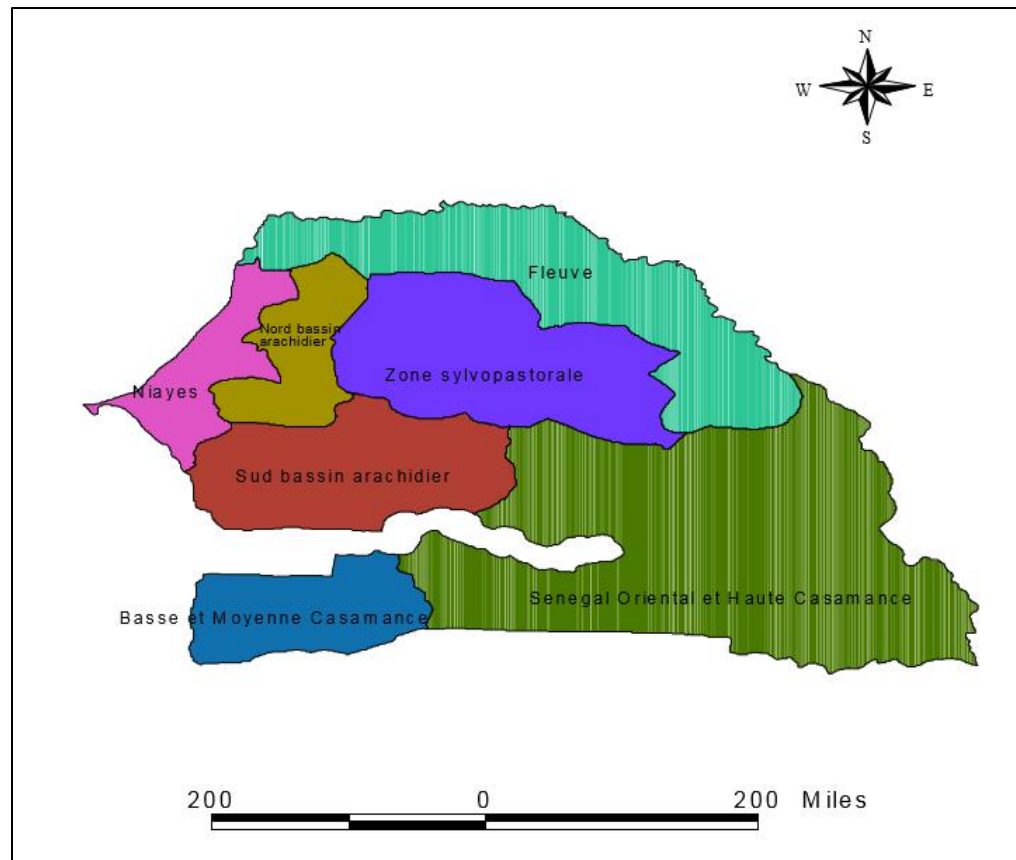 N
W E
S
Fleuve
Nord bassin
arachidier
Zone sylvopastorale
Niayes
Sud bassin arachidier
Senegal Oriental et Haute Casamance
Basse et Moyenne Casamance
200 0 200 Miles